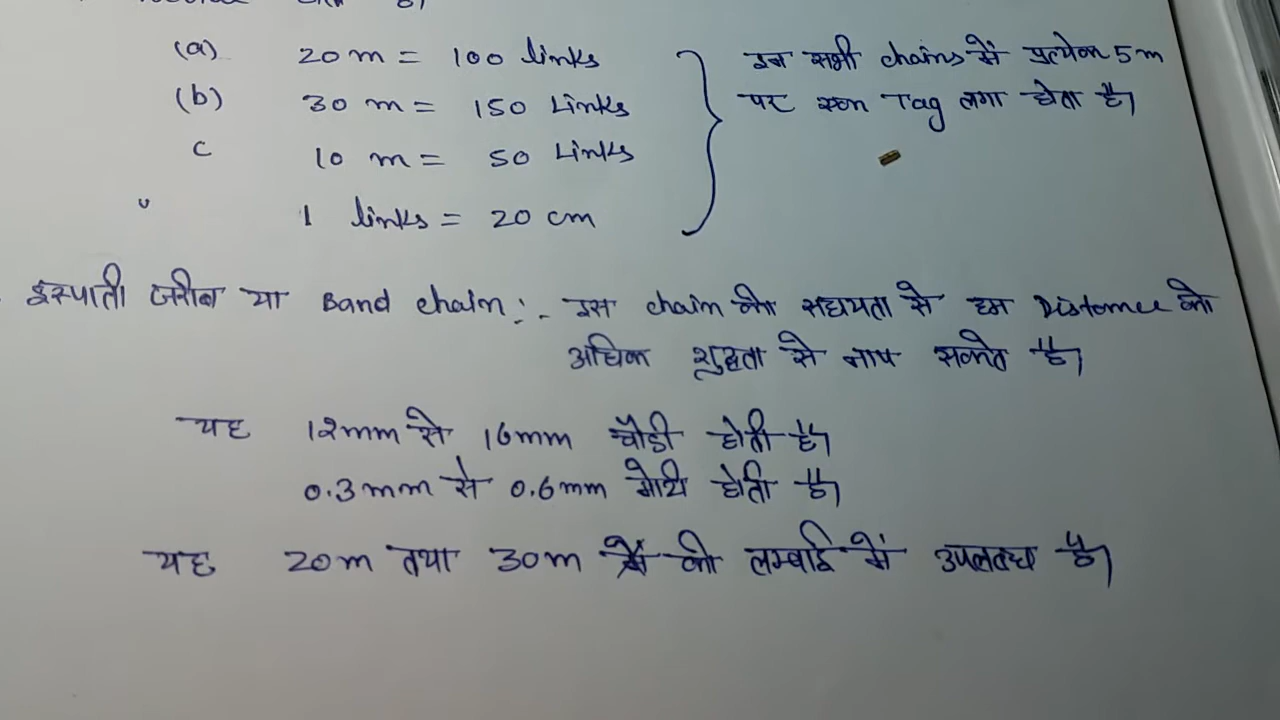 (a) 20 m = 100 links
(b) 30 m = 150 Links
c 10 m = 50 Links
1 links = 20 cm
इन सभी chains में प्रत्येक 5 m
पर एक Tag लगा होता है।
इस्पाती जरीब या Band chain :- इस chain की सहायता से हम Distance को
अधिक शुद्धता से नाप सकते है।
यह 12mm से 16mm चौडी होती है।
0.3mm से 0.6mm मोटी होती है।
यह 20m तथा 30m की लम्बाई में उपलब्ध है।